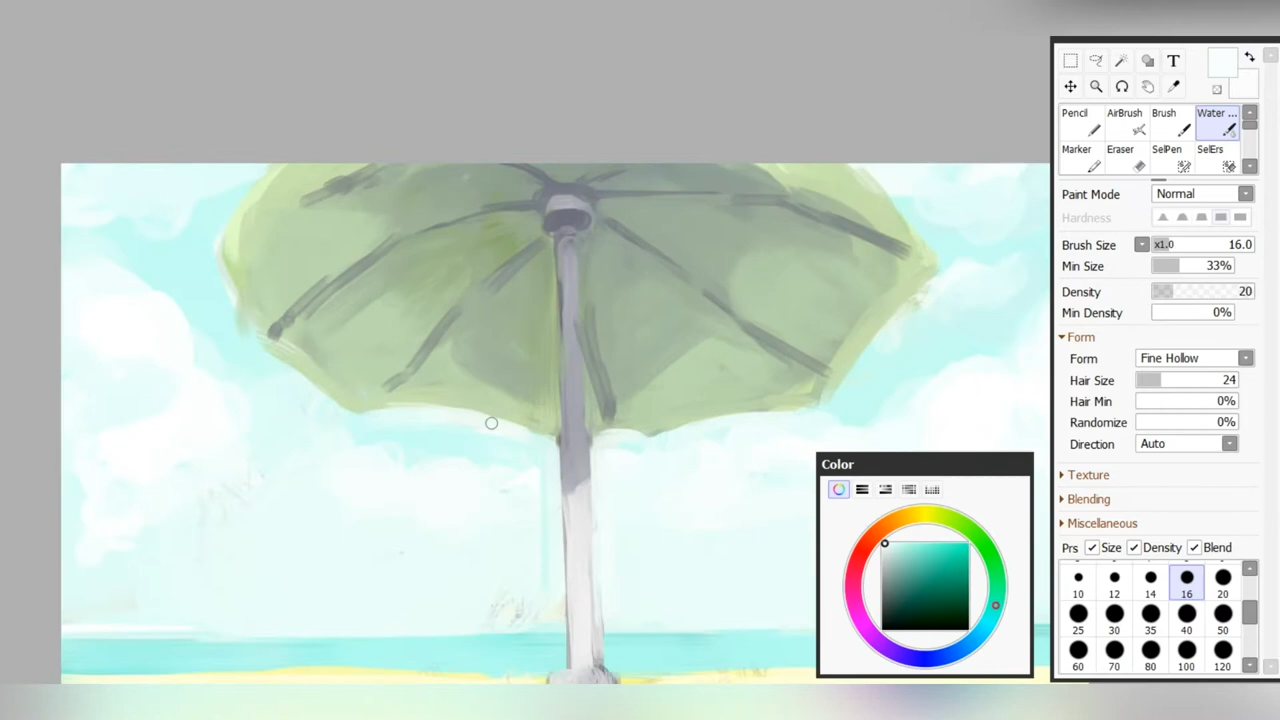 T
Pencil AirBrush Brush Water ...
Marker Eraser SelPen SelErs
Paint Mode Normal
Hardness
Brush Size x1.0 16.0
Min Size 33%
Density 20
Min Density 0%
Form
Form Fine Hollow
Hair Size 24
Hair Min 0%
Randomize 0%
Direction Auto
Color
Texture
Blending
Miscellaneous
Prs Size Density Blend
10 12 14 16 20
25 30 35 40 50
60 70 80 100 120